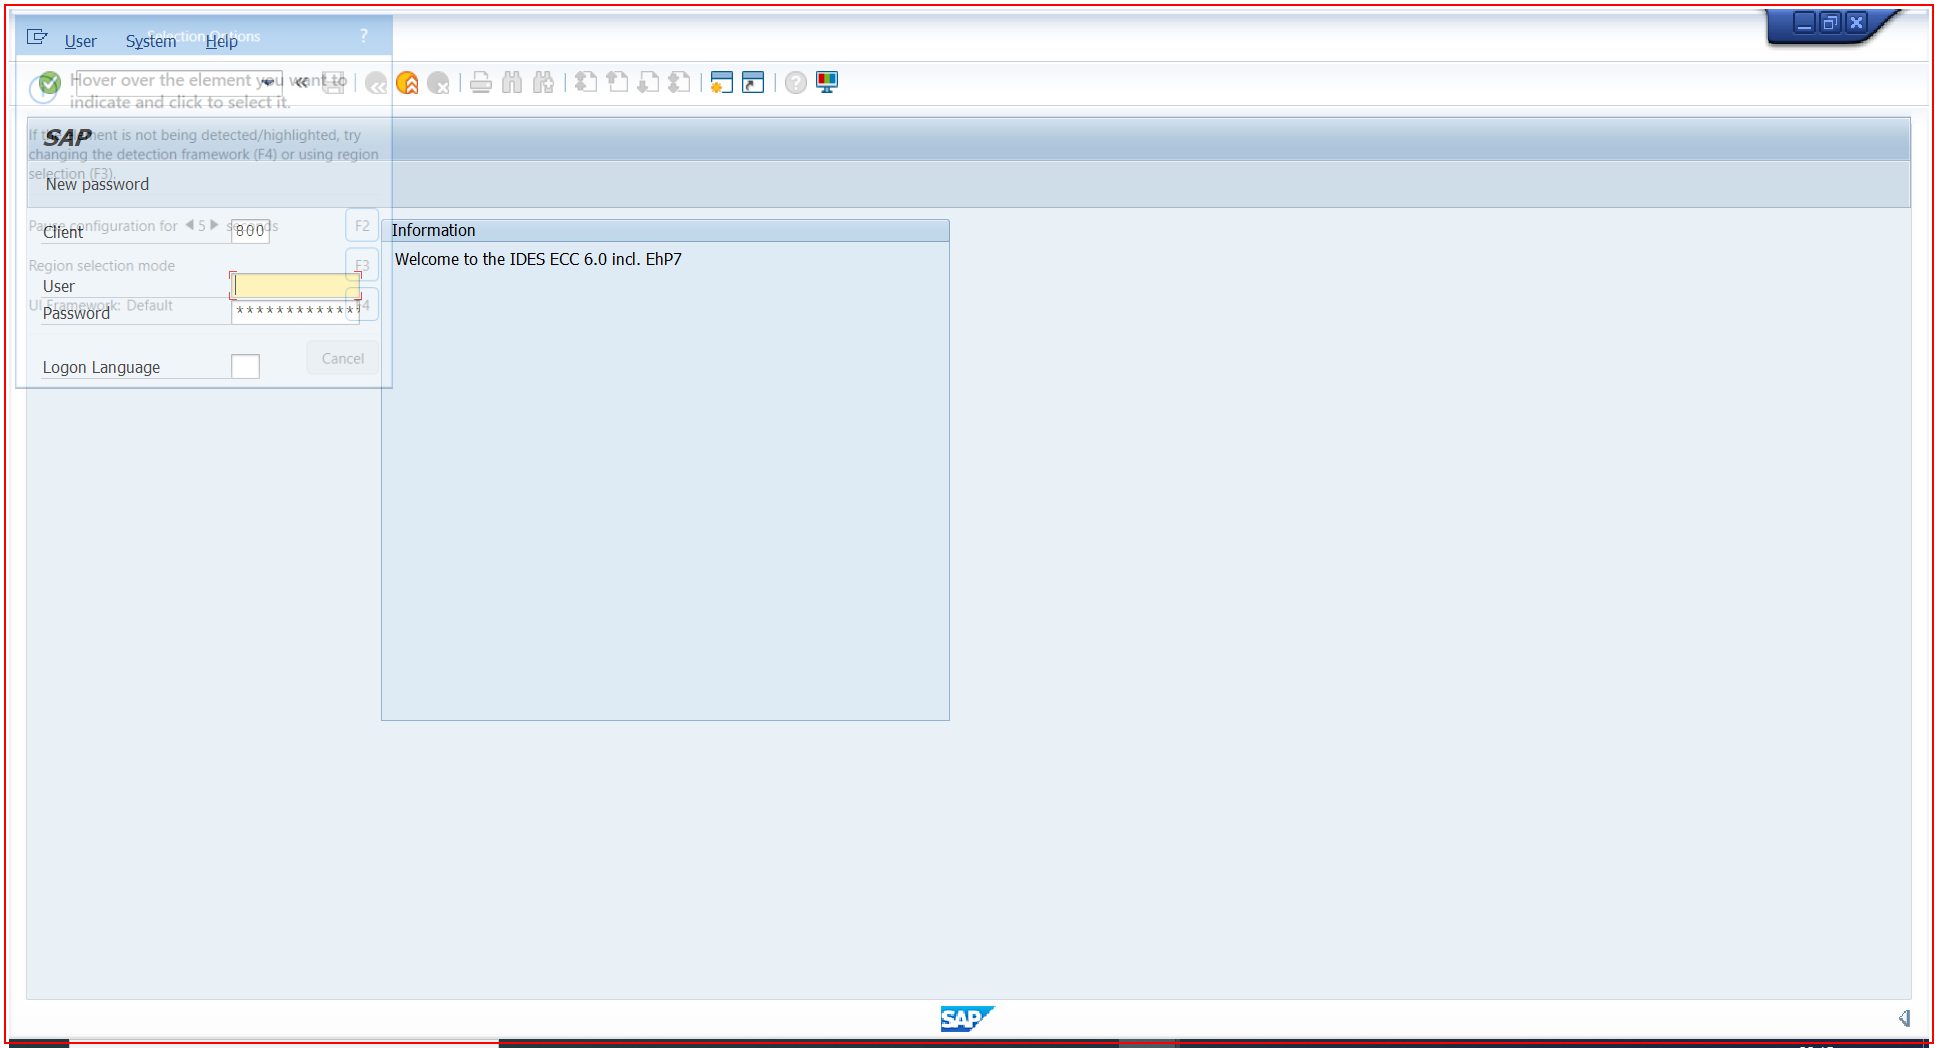 User System Help
Selection Options ?
Hover over the element you want to
indicate and click to select it.
If the element is not being detected/highlighted, try
changing the detection framework (F4) or using region
selection (F3).
SAP
New password
Pause configuration for 5 seconds F2
Client 800
Region selection mode F3
User
UI Framework: Default F4
Password *************
Logon Language
Cancel
Information
Welcome to the IDES ECC 6.0 incl. EhP7
SAP